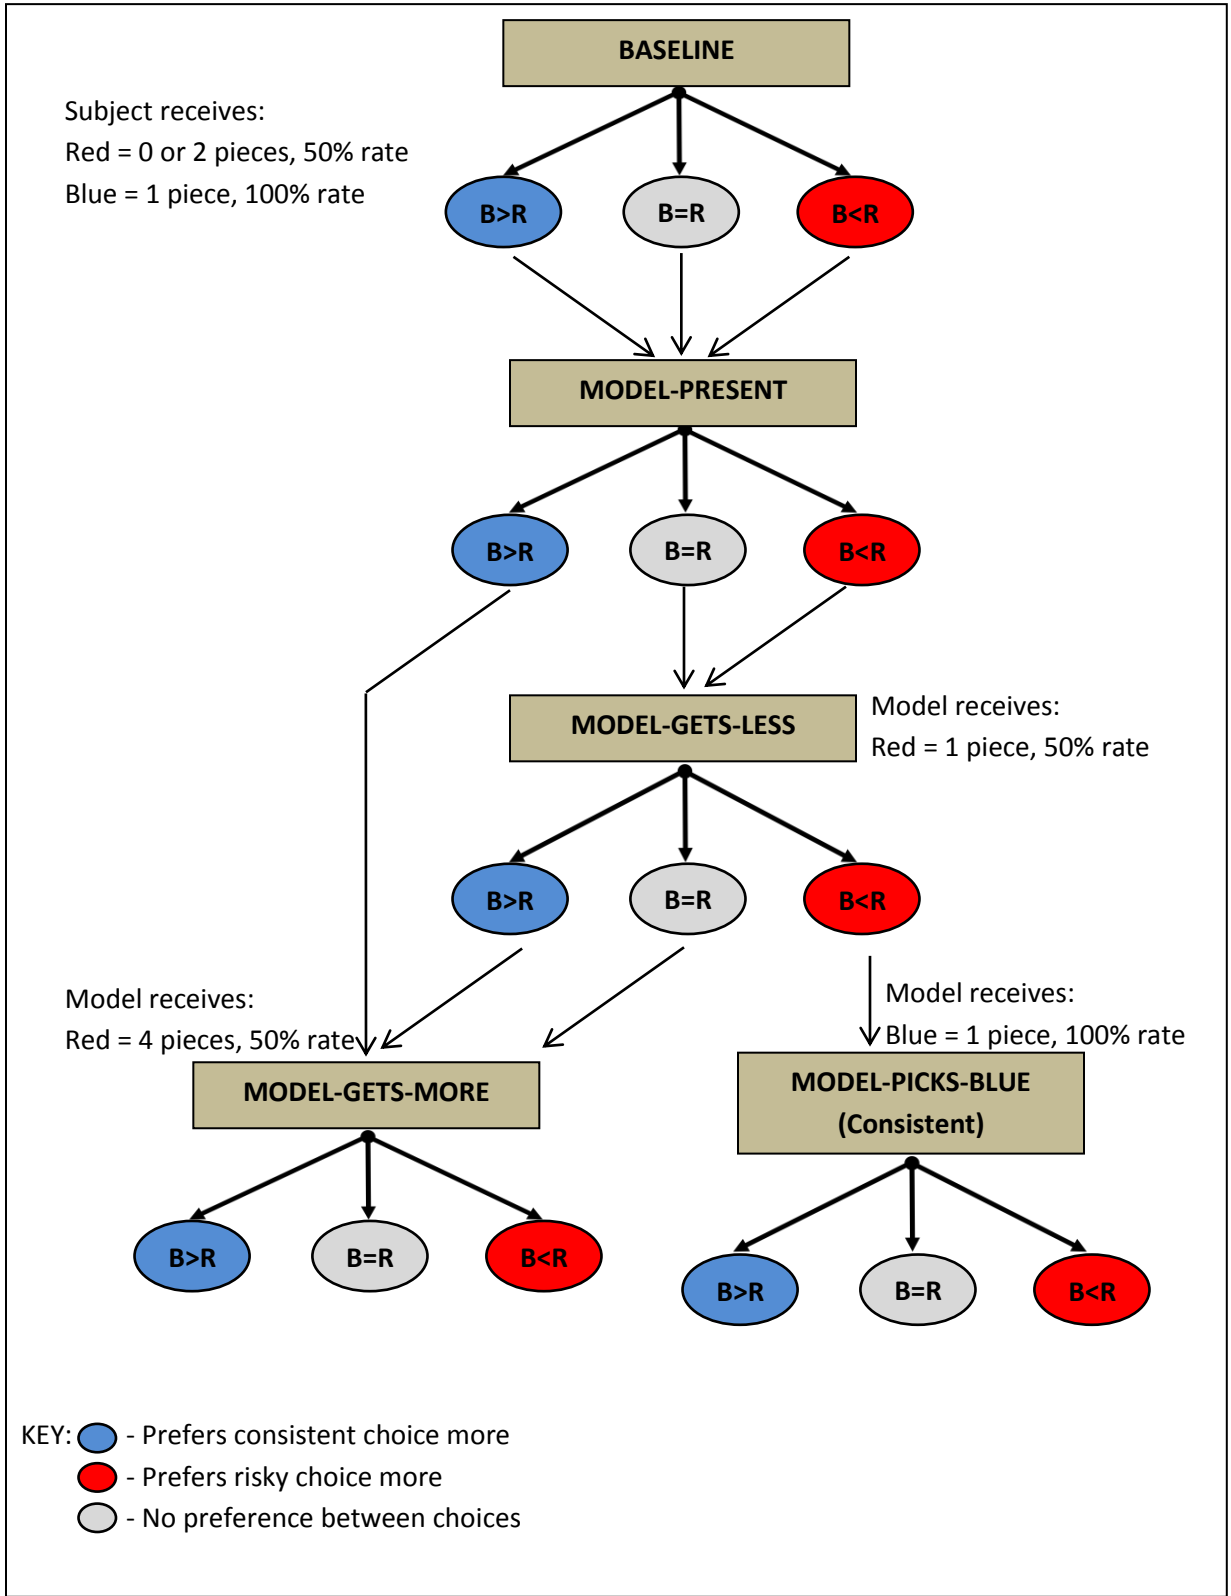 BASELINE
Subject receives:
Red = 0 or 2 pieces, 50% rate
Blue = 1 piece, 100% rate
B>R
B=R
B<R
MODEL-PRESENT
B>R
B=R
B<R
MODEL-GETS-LESS
Model receives:
Red = 1 piece, 50% rate
B>R
B=R
B<R
Model receives:
Red = 4 pieces, 50% rate
Model receives:
Blue = 1 piece, 100% rate
MODEL-GETS-MORE
MODEL-PICKS-BLUE
(Consistent)
B>R
B=R
B<R
B>R
B=R
B<R
KEY:
- Prefers consistent choice more
- Prefers risky choice more
- No preference between choices